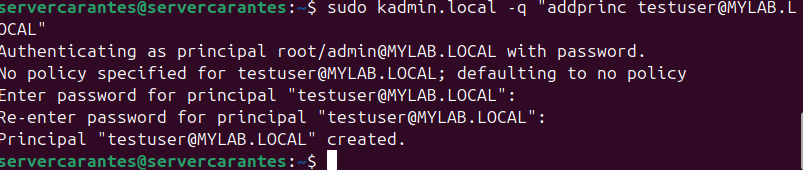 servercarantes@servercarantes:~$ sudo kadmin.local -q "addprinc testuser@MYLAB.L
OCAL"
Authenticating as principal root/admin@MYLAB.LOCAL with password.
No policy specified for testuser@MYLAB.LOCAL; defaulting to no policy
Enter password for principal "testuser@MYLAB.LOCAL":
Re-enter password for principal "testuser@MYLAB.LOCAL":
Principal "testuser@MYLAB.LOCAL" created.
servercarantes@servercarantes:~$